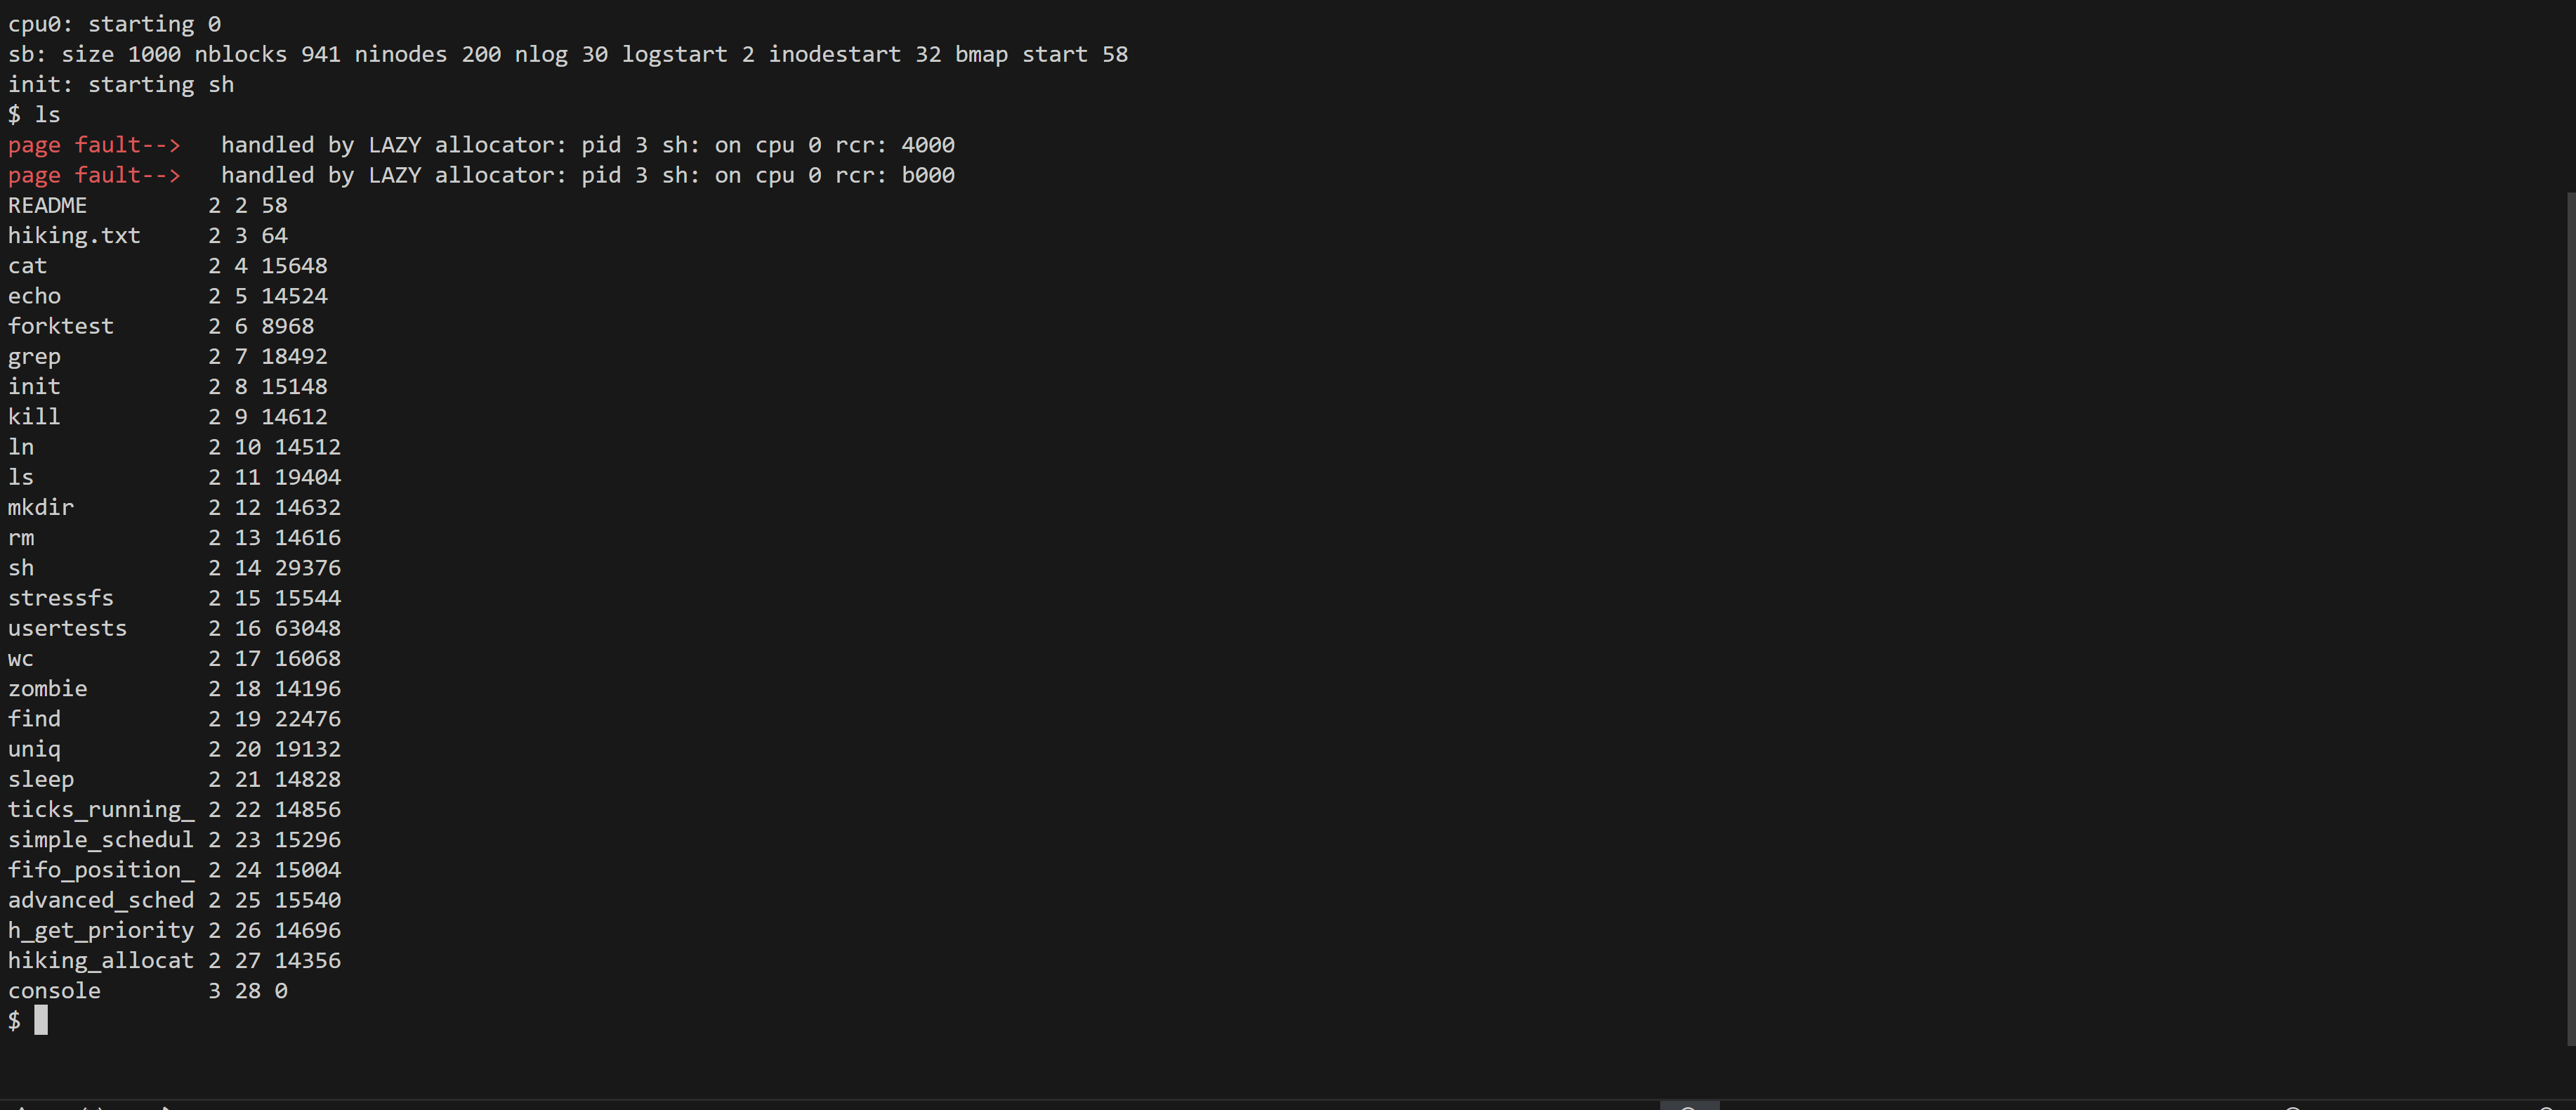 cpu0: starting 0
sb: size 1000 nblocks 941 ninodes 200 nlog 30 logstart 2 inodestart 32 bmap start 58
init: starting sh
$ ls
page fault-->   handled by LAZY allocator: pid 3 sh: on cpu 0 rcr: 4000
page fault-->   handled by LAZY allocator: pid 3 sh: on cpu 0 rcr: b000
README         2 2 58
hiking.txt     2 3 64
cat            2 4 15648
echo           2 5 14524
forktest       2 6 8968
grep           2 7 18492
init           2 8 15148
kill           2 9 14612
ln             2 10 14512
ls             2 11 19404
mkdir          2 12 14632
rm             2 13 14616
sh             2 14 29376
stressfs       2 15 15544
usertests      2 16 63048
wc             2 17 16068
zombie         2 18 14196
find           2 19 22476
uniq           2 20 19132
sleep          2 21 14828
ticks_running_ 2 22 14856
simple_schedul 2 23 15296
fifo_position_ 2 24 15004
advanced_sched 2 25 15540
h_get_priority 2 26 14696
hiking_allocat 2 27 14356
console        3 28 0
$